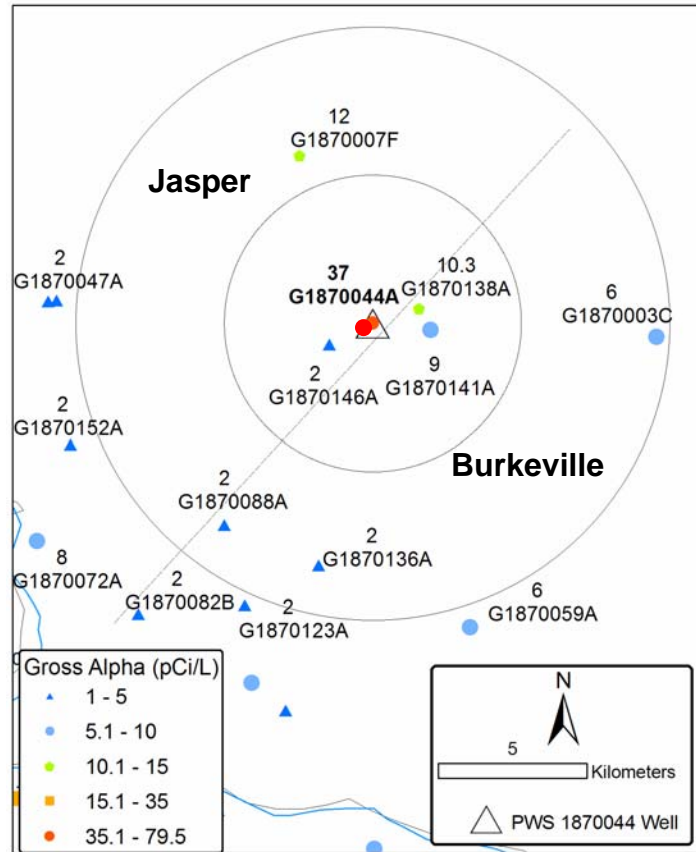 12
G1870007F
Jasper
2
G1870047A
37
G1870044A
10.3
G1870138A
6
G1870003C
2
G1870146A
9
G1870141A
2
G1870152A
Burkeville
2
G1870088A
2
G1870136A
8
G1870072A
2
G1870082B
2
G1870123A
6
G1870059A
Gross Alpha (pCi/L)
1 - 5
5.1 - 10
10.1 - 15
15.1 - 35
35.1 - 79.5
N
5
Kilometers
PWS 1870044 Well